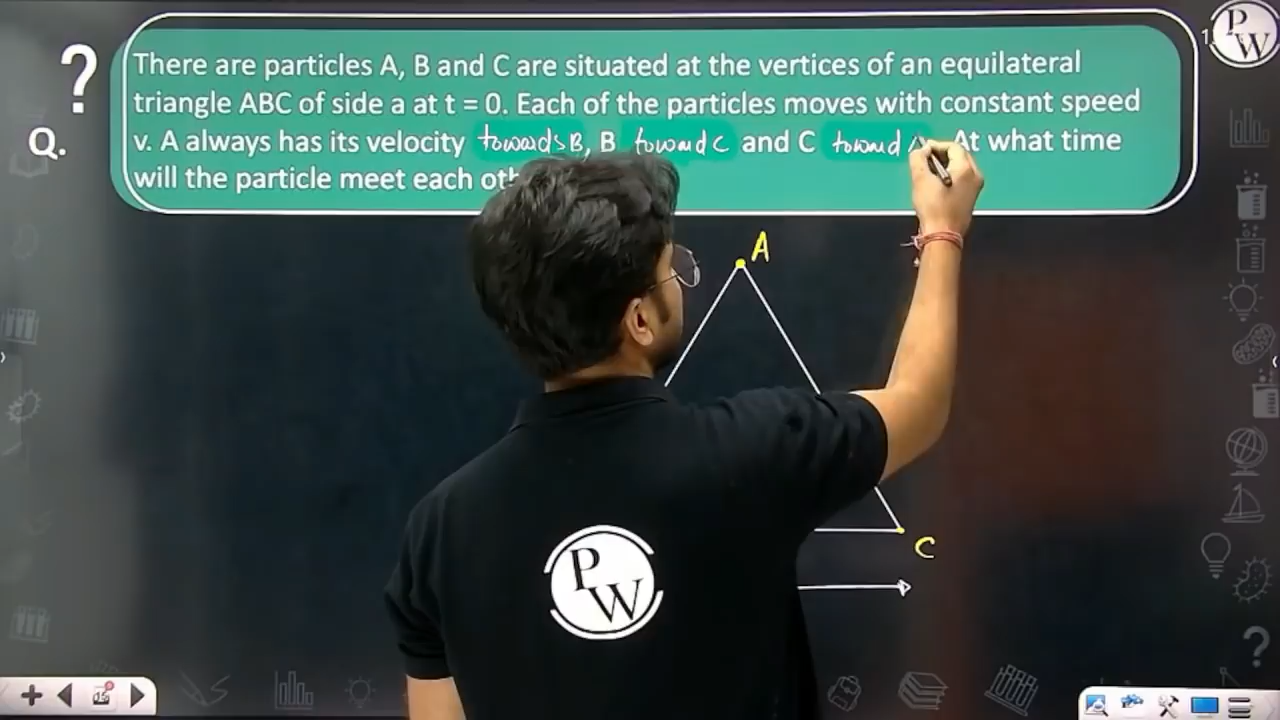 ?
Q.
There are particles A, B and C are situated at the vertices of an equilateral
triangle ABC of side a at t = 0. Each of the particles moves with constant speed
v. A always has its velocity towards B, B toward C and C toward At what time
will the particle meet each
A
C
PW
PW